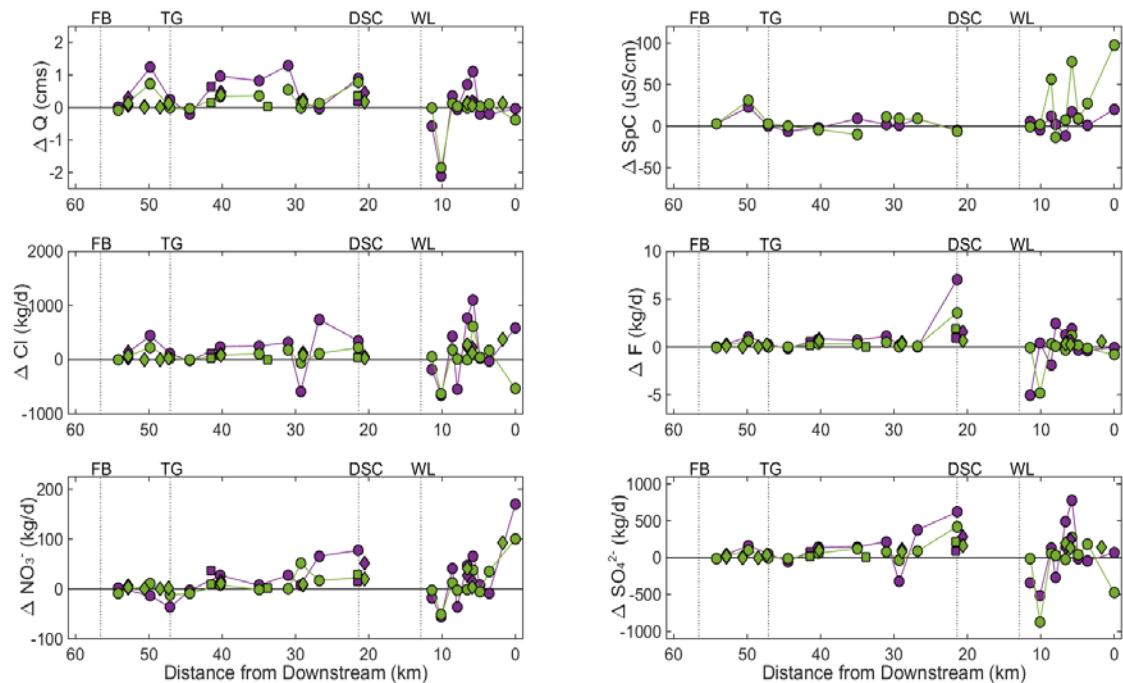 FB TG DSC WL
Δ Q (cms)
2
1
0
-1
-2
60 50 40 30 20 10 0
Δ SpC (uS/cm)
100
50
0
-50
60 50 40 30 20 10 0
FB TG DSC WL
Δ Cl (kg/d)
2000
1000
0
-1000
60 50 40 30 20 10 0
FB TG DSC WL
Δ F (kg/d)
10
5
0
-5
60 50 40 30 20 10 0
FB TG DSC WL
Δ NO₃⁻ (kg/d)
200
100
0
-100
60 50 40 30 20 10 0
Distance from Downstream (km)
FB TG DSC WL
Δ SO₄²⁻ (kg/d)
1000
500
0
-500
-1000
60 50 40 30 20 10 0
Distance from Downstream (km)
FB TG DSC WL